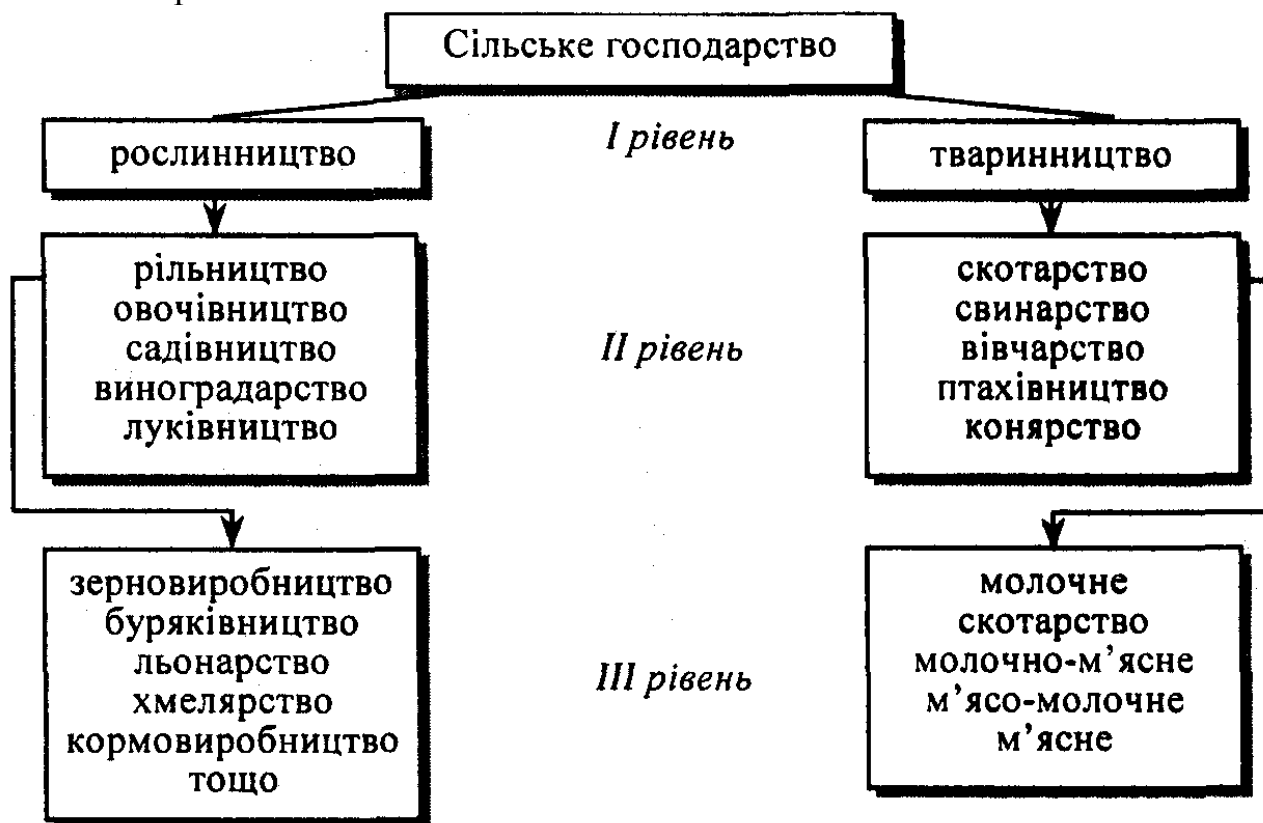 Сільське господарство
I рівень
рослинництво
тваринництво
рільництво
овочівництво
садівництво
виноградарство
луківництво
II рівень
скотарство
свинарство
вівчарство
птахівництво
конярство
зерновиробництво
буряківництво
льонарство
хмелярство
кормовиробництво
тощо
III рівень
молочне
скотарство
молочно-м’ясне
м’ясо-молочне
м’ясне